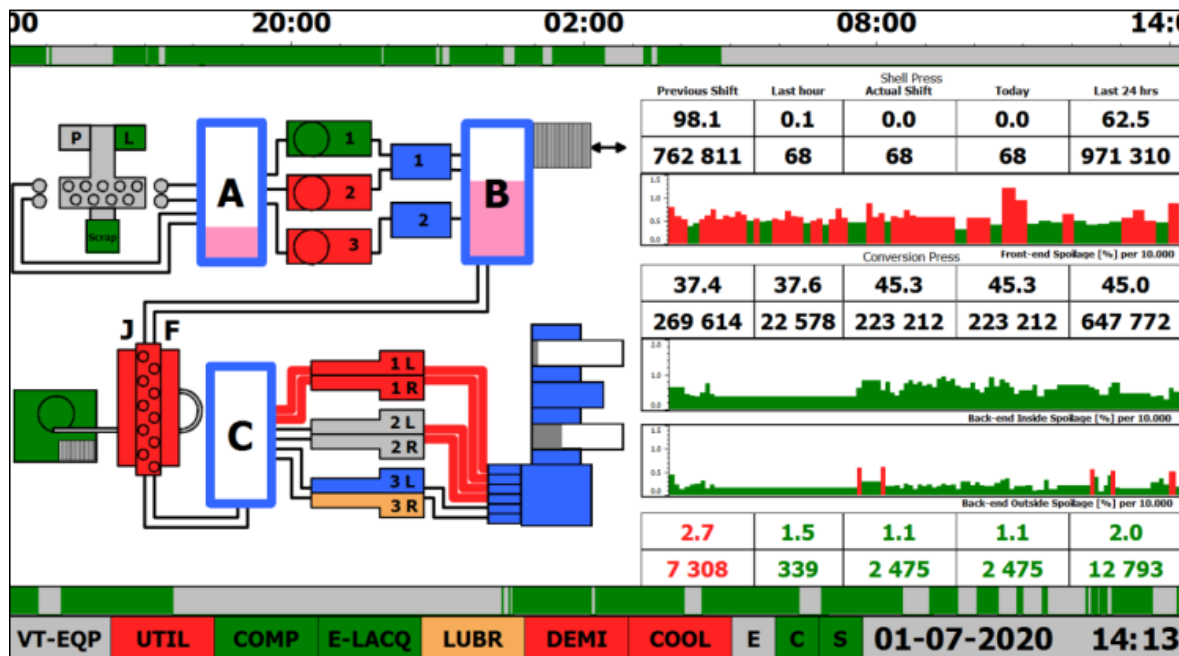 00 20:00 02:00 08:00 14:0
Shell Press
Previous Shift Last hour Actual Shift Today Last 24 hrs
98.1 0.1 0.0 0.0 62.5
762 811 68 68 68 971 310
1.5
1.0
0.5
0.0
Front-end Spoilage [%] per 10.000
Conversion Press
37.4 37.6 45.3 45.3 45.0
269 614 22 578 223 212 223 212 647 772
2.0
1.0
0.0
Back-end Inside Spoilage [%] per 10.000
1.5
1.0
0.5
0.0
Back-end Outside Spoilage [%] per 10.000
2.7 1.5 1.1 1.1 2.0
7 308 339 2 475 2 475 12 793
P L
Scrap
A
1
2
3
1
2
B
J F
C
1 L
1 R
2 L
2 R
3 L
3 R
VT-EQP UTIL COMP E-LACQ LUBR DEMI COOL E C S 01-07-2020 14:13